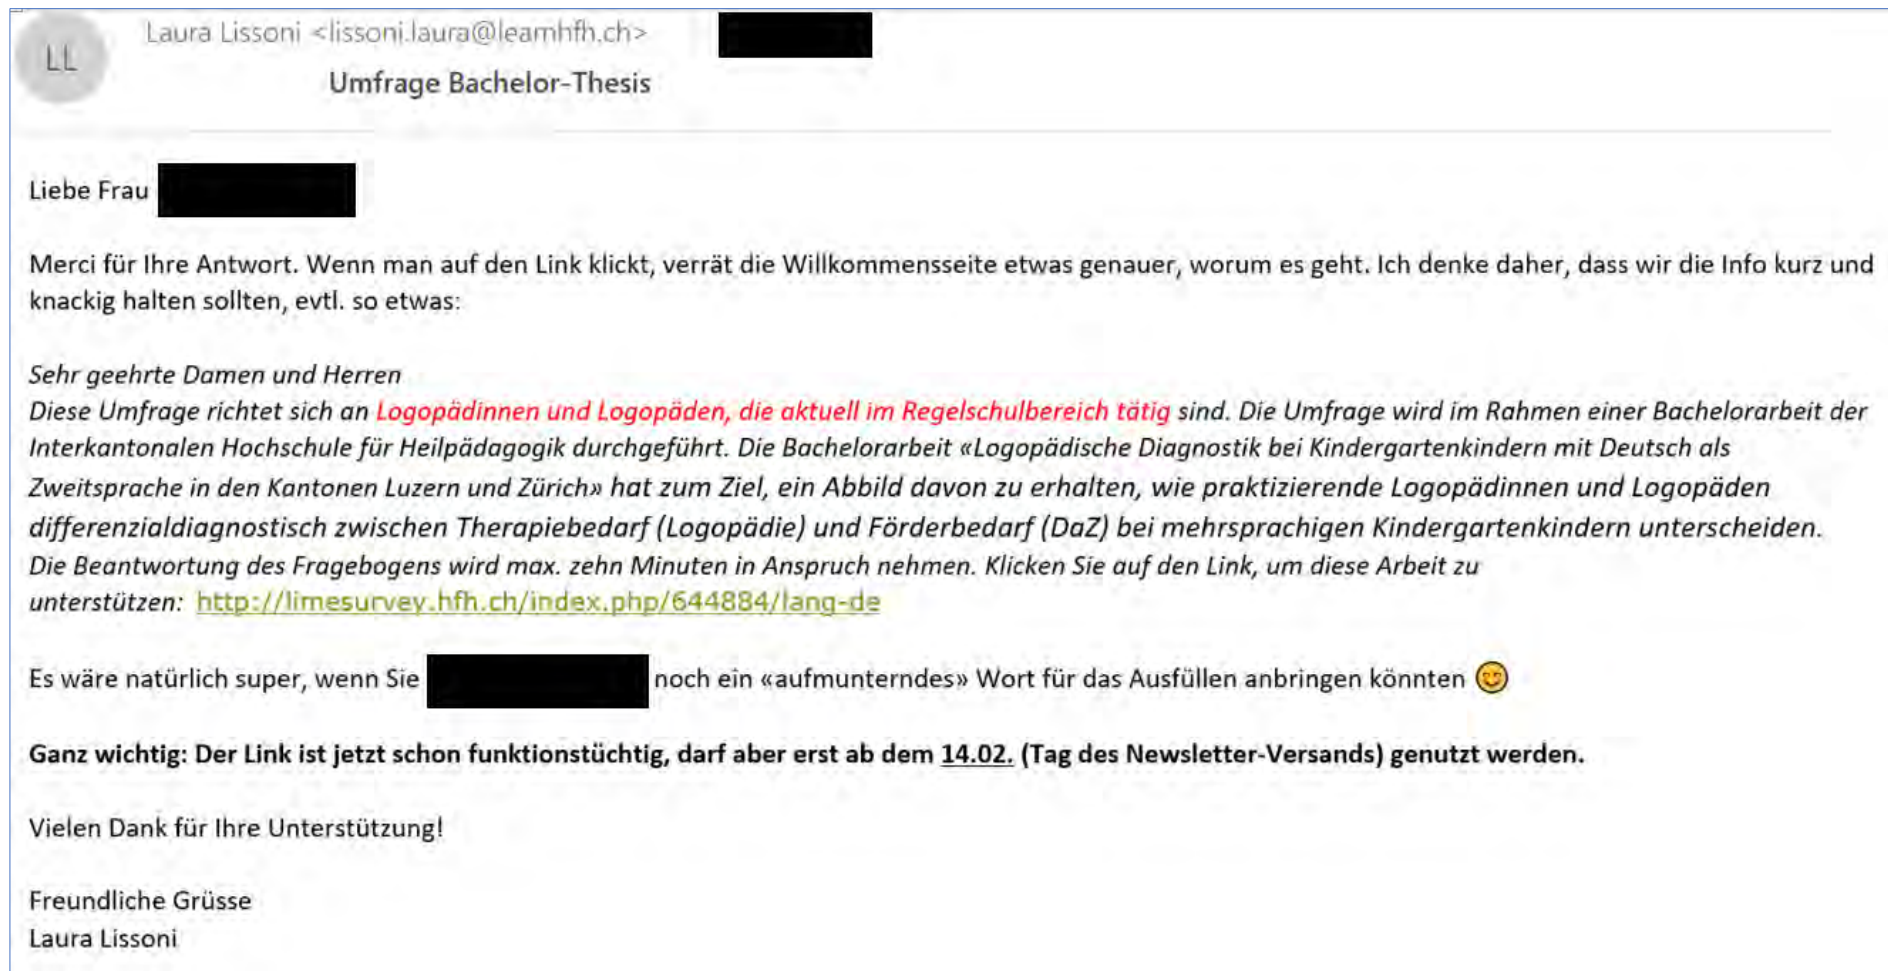 LL
Laura Lissoni <lissoni.laura@learnhfh.ch>
Umfrage Bachelor-Thesis
Liebe Frau
Merci für Ihre Antwort. Wenn man auf den Link klickt, verrät die Willkommensseite etwas genauer, worum es geht. Ich denke daher, dass wir die Info kurz und
knackig halten sollten, evtl. so etwas:
Sehr geehrte Damen und Herren
Diese Umfrage richtet sich an Logopädinnen und Logopäden, die aktuell im Regelschulbereich tätig sind. Die Umfrage wird im Rahmen einer Bachelorarbeit der
Interkantonalen Hochschule für Heilpädagogik durchgeführt. Die Bachelorarbeit «Logopädische Diagnostik bei Kindergartenkindern mit Deutsch als
Zweitsprache in den Kantonen Luzern und Zürich» hat zum Ziel, ein Abbild davon zu erhalten, wie praktizierende Logopädinnen und Logopäden
differenzialdiagnostisch zwischen Therapiebedarf (Logopädie) und Förderbedarf (DaZ) bei mehrsprachigen Kindergartenkindern unterscheiden.
Die Beantwortung des Fragebogens wird max. zehn Minuten in Anspruch nehmen. Klicken Sie auf den Link, um diese Arbeit zu
unterstützen: http://limesurvey.hfh.ch/index.php/644884/lang-de
Es wäre natürlich super, wenn Sie noch ein «aufmunterndes» Wort für das Ausfüllen anbringen könnten 😊
Ganz wichtig: Der Link ist jetzt schon funktionstüchtig, darf aber erst ab dem 14.02. (Tag des Newsletter-Versands) genutzt werden.
Vielen Dank für Ihre Unterstützung!
Freundliche Grüsse
Laura Lissoni